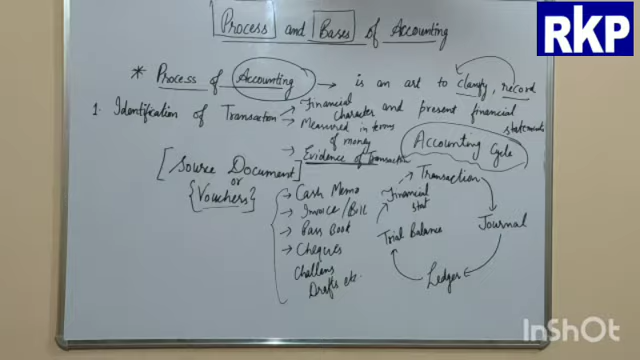 RKP
Process and Bases of Accounting
* Process of Accounting → is an art to classify, record
and present financial statements
1. Identification of Transaction → Financial character
→ Measured in terms of money
→ Evidence of Transaction
[Source Document]
or
{Vouchers}
→ Cash Memo
→ Invoice/Bill
→ Pass Book
→ Cheques
Challans
Drafts etc.
Accounting Cycle
Transaction
Journal
Ledger
Trial Balance
Financial Stat
InShOt